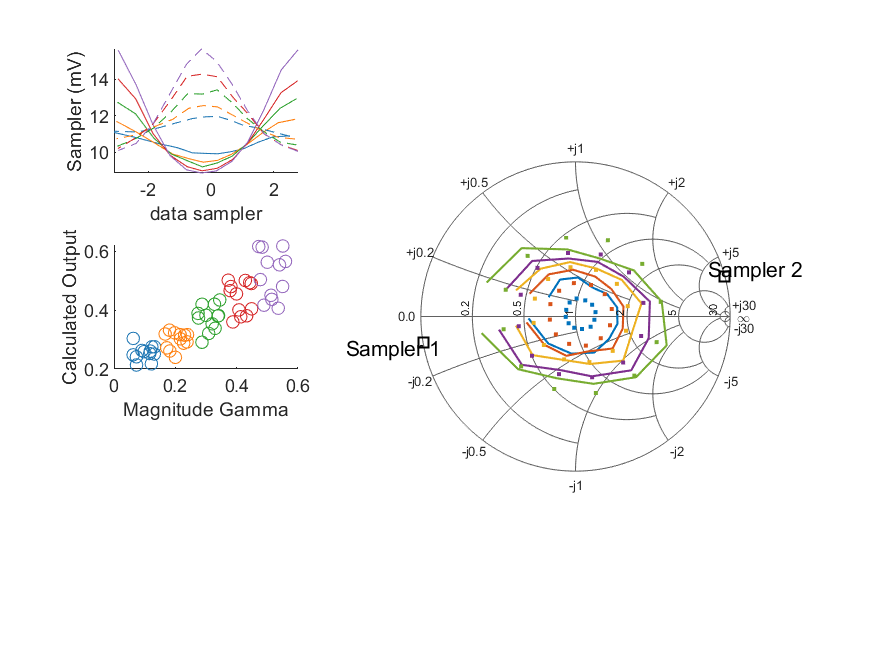 Sampler (mV)
14
12
10
-2
0
2
data sampler
Calculated Output
0.6
0.4
0.2
0
0.2
0.4
0.6
Magnitude Gamma
+j1
+j0.5
+j2
+j0.2
+j5
Sampler 2
0.0
0.2
0.5
1
2
5
30
+j30
∞
-j30
Sampler 1
-j0.2
-j5
-j0.5
-j2
-j1